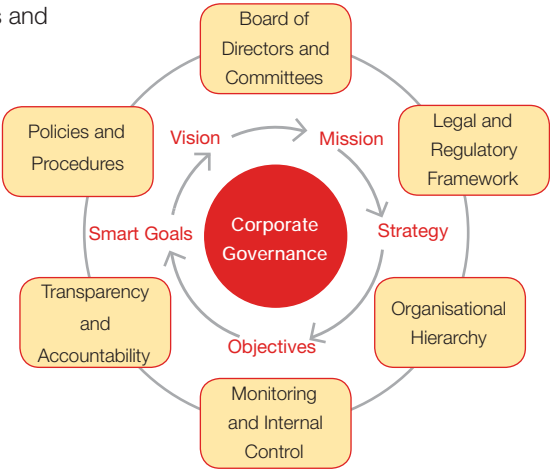 s and
Board of
Directors and
Committees
Policies and
Procedures
Vision
Mission
Legal and
Regulatory
Framework
Smart Goals
Corporate
Governance
Strategy
Transparency
and
Accountability
Organisational
Hierarchy
Objectives
Monitoring
and Internal
Control